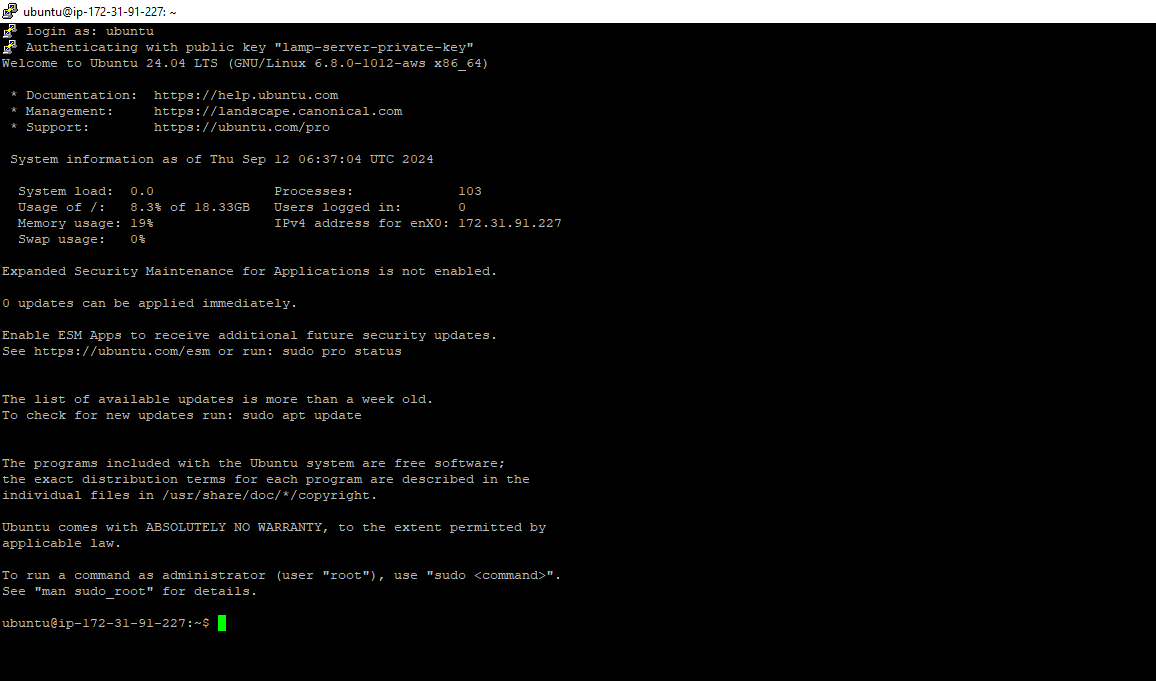 ubuntu@ip-172-31-91-227: ~
login as: ubuntu
Authenticating with public key "lamp-server-private-key"
Welcome to Ubuntu 24.04 LTS (GNU/Linux 6.8.0-1012-aws x86_64)
* Documentation:  https://help.ubuntu.com
* Management:     https://landscape.canonical.com
* Support:        https://ubuntu.com/pro
System information as of Thu Sep 12 06:37:04 UTC 2024
System load:  0.0               Processes:             103
Usage of /:   8.3% of 18.33GB   Users logged in:       0
Memory usage: 19%               IPv4 address for enX0: 172.31.91.227
Swap usage:   0%
Expanded Security Maintenance for Applications is not enabled.
0 updates can be applied immediately.
Enable ESM Apps to receive additional future security updates.
See https://ubuntu.com/esm or run: sudo pro status
The list of available updates is more than a week old.
To check for new updates run: sudo apt update
The programs included with the Ubuntu system are free software;
the exact distribution terms for each program are described in the
individual files in /usr/share/doc/*/copyright.
Ubuntu comes with ABSOLUTELY NO WARRANTY, to the extent permitted by
applicable law.
To run a command as administrator (user "root"), use "sudo <command>".
See "man sudo_root" for details.
ubuntu@ip-172-31-91-227:~$